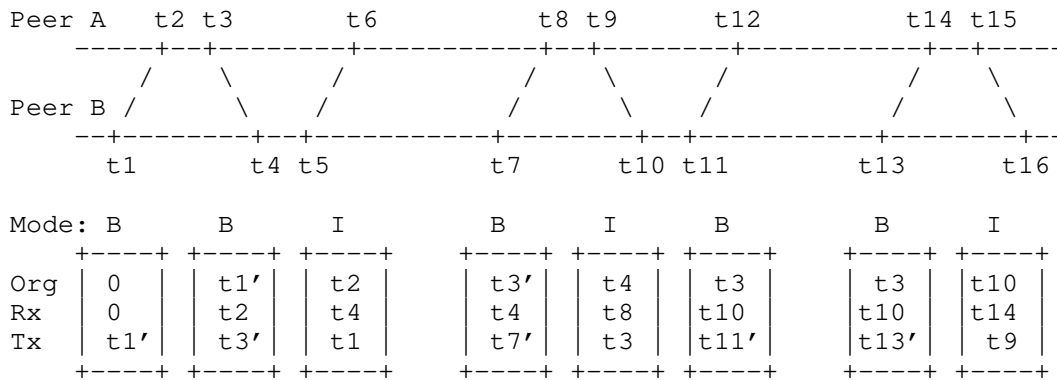 Peer A   t2 t3         t6           t8 t9         t12          t14 t15
    -----+--+---------+------------+--+---------+------------+--+-----
        /    \       /            /    \       /            /    \
Peer B /      \     /            /      \     /            /      \
    --+---------+--+------------+---------+--+------------+---------+--
      t1        t4 t5           t7        t10 t11         t13       t16
Mode: B      B      I         B      I      B         B      I
    +----+ +----+ +----+    +----+ +----+ +----+    +----+ +----+
Org | 0 | | t1′| | t2 |    | t3′| | t4 | | t3 |    | t3 | |t10 |
Rx  | 0 | | t2 | | t4 |    | t4 | | t8 | |t10 |    |t10 | |t14 |
Tx  | t1′| | t3′| | t1 |    | t7′| | t3 | |t11′|    |t13′| | t9 |
    +----+ +----+ +----+    +----+ +----+ +----+    +----+ +----+